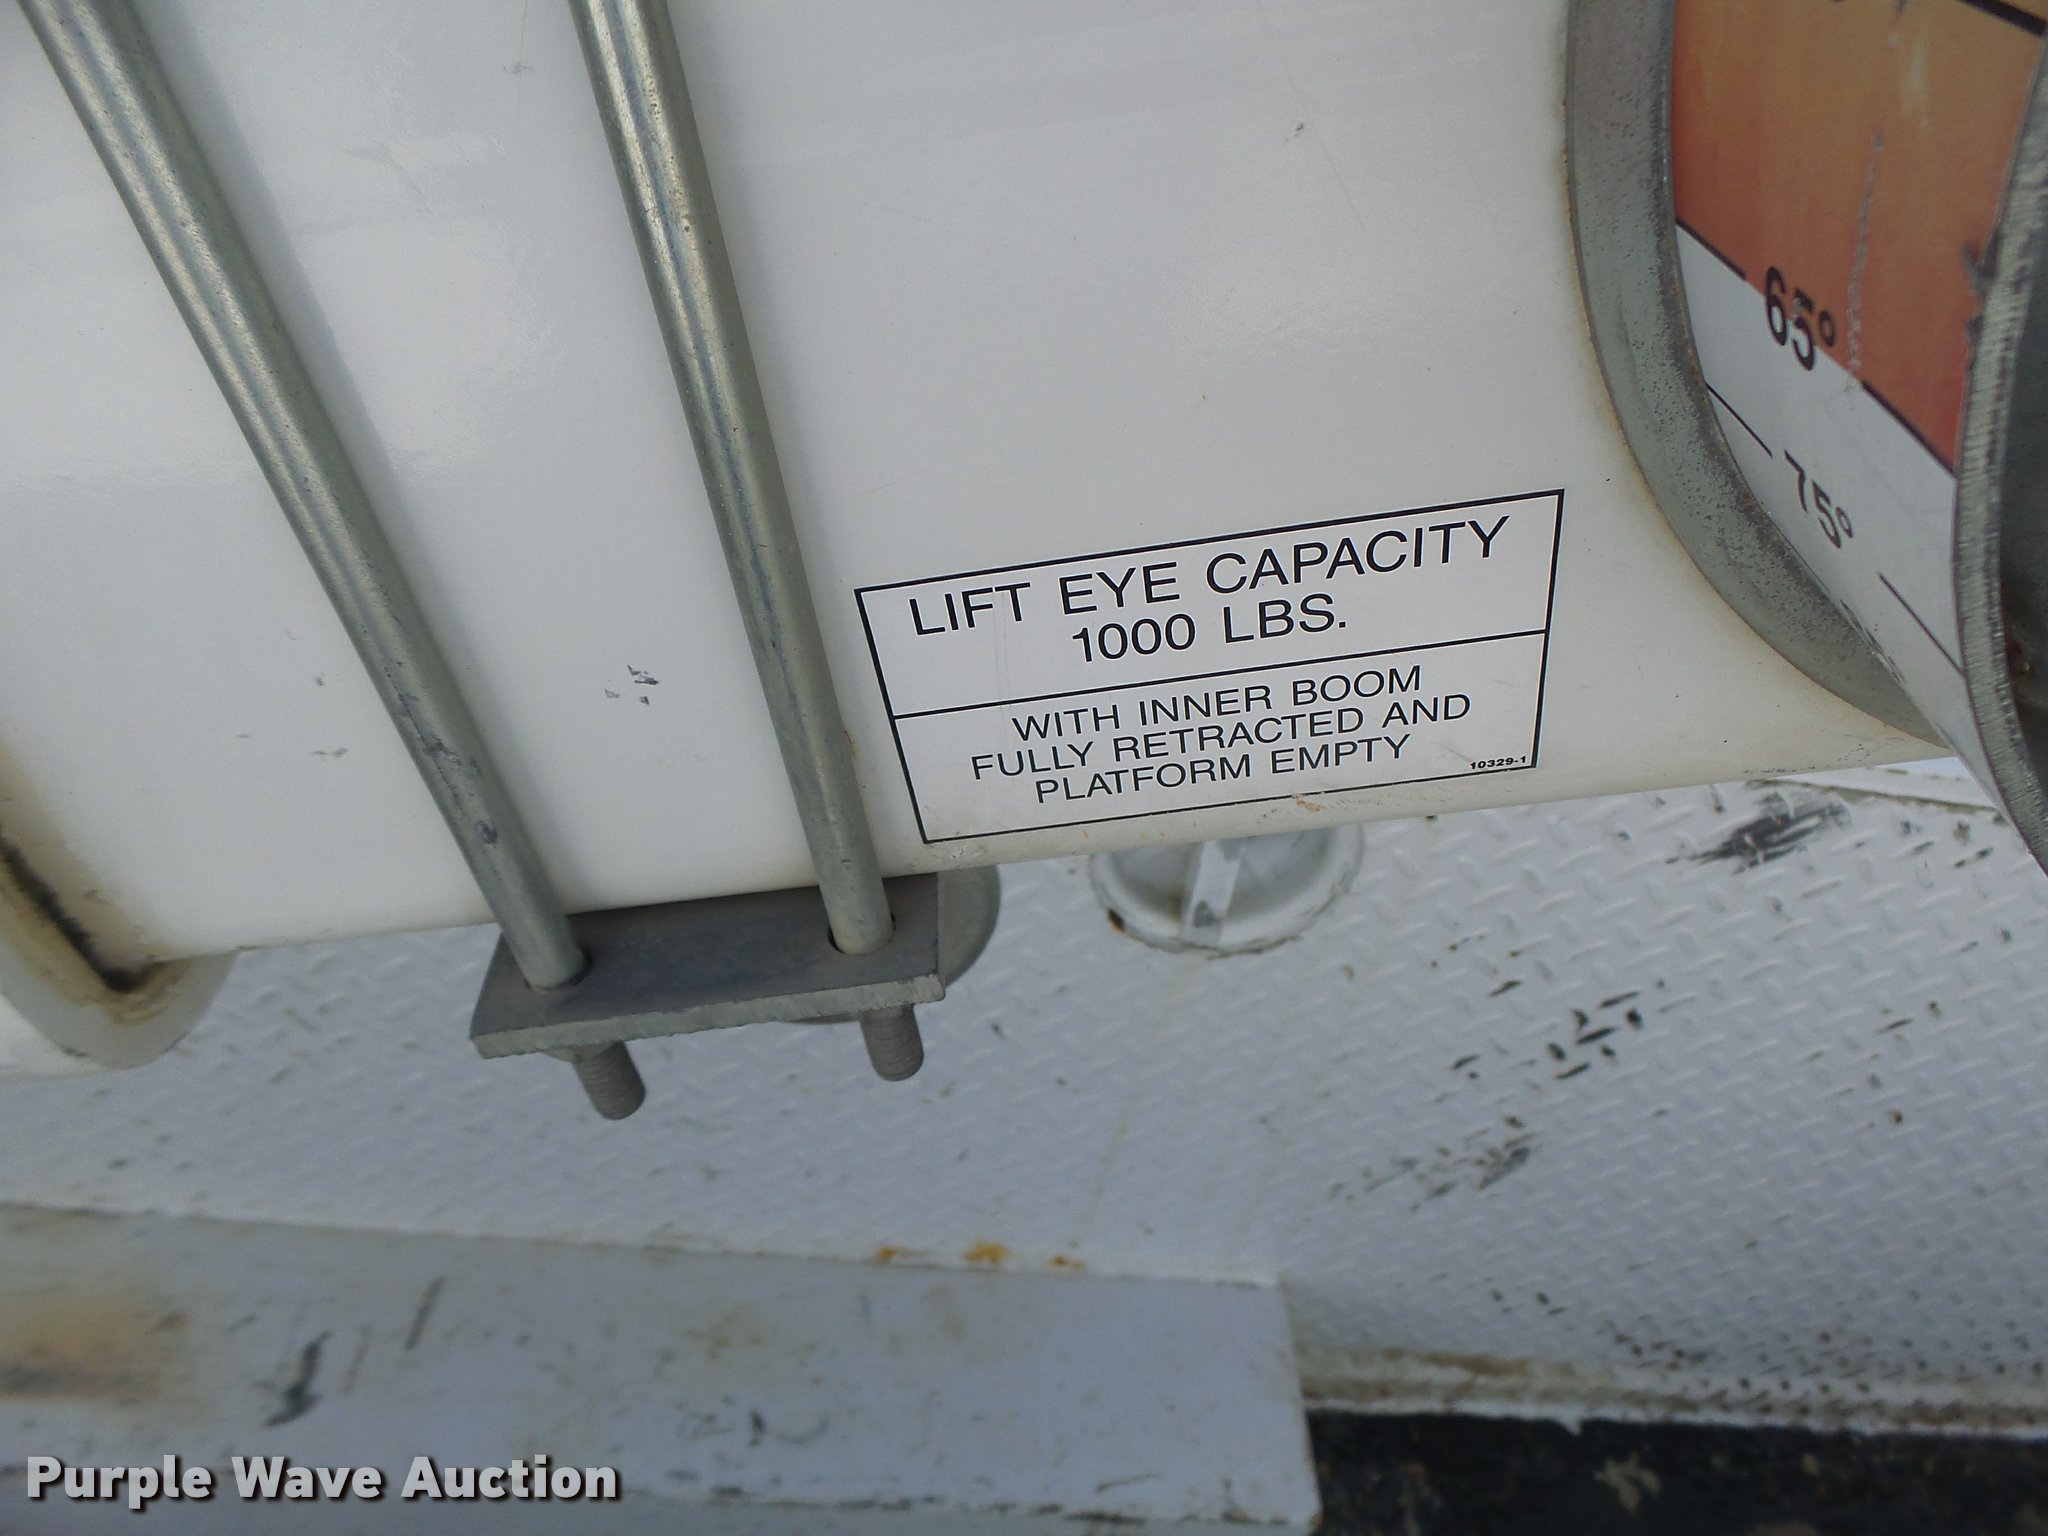 65°
75°
LIFT EYE CAPACITY
1000 LBS.
WITH INNER BOOM
FULLY RETRACTED AND
PLATFORM EMPTY
10329-1
Purple Wave Auction